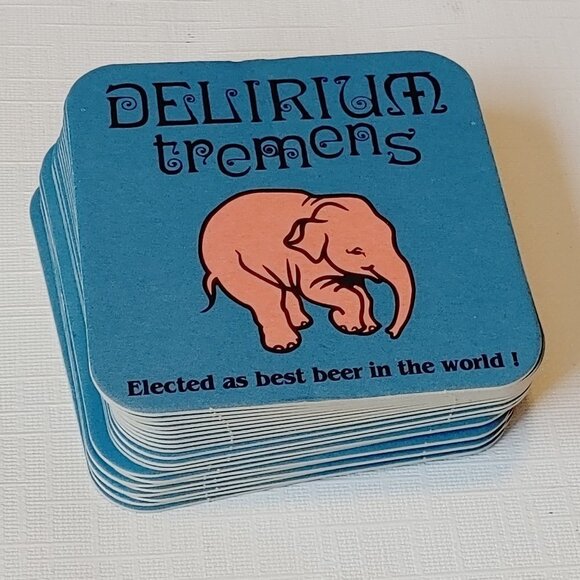 DELIRIUM
tremens
Elected as best beer in the world !